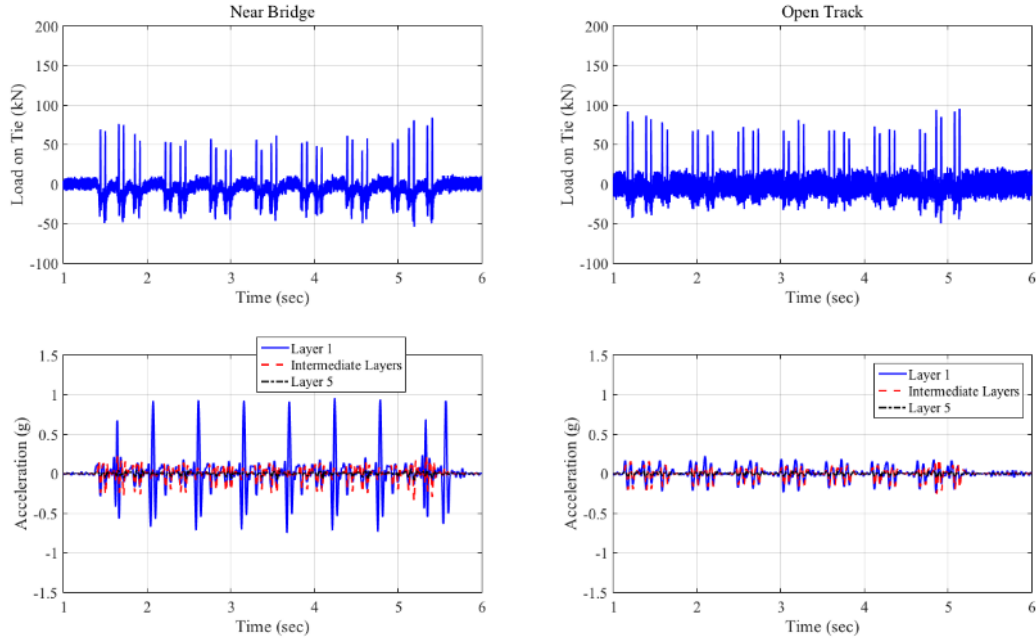 Near Bridge
200
150
100
50
0
-50
-100
Load on Tie (kN)
1 2 3 4 5 6
Time (sec)
Open Track
200
150
100
50
0
-50
-100
Load on Tie (kN)
1 2 3 4 5 6
Time (sec)
1.5
1
0.5
0
-0.5
-1
-1.5
Acceleration (g)
Layer 1
Intermediate Layers
Layer 5
1 2 3 4 5 6
Time (sec)
1.5
1
0.5
0
-0.5
-1
-1.5
Acceleration (g)
Layer 1
Intermediate Layers
Layer 5
1 2 3 4 5 6
Time (sec)